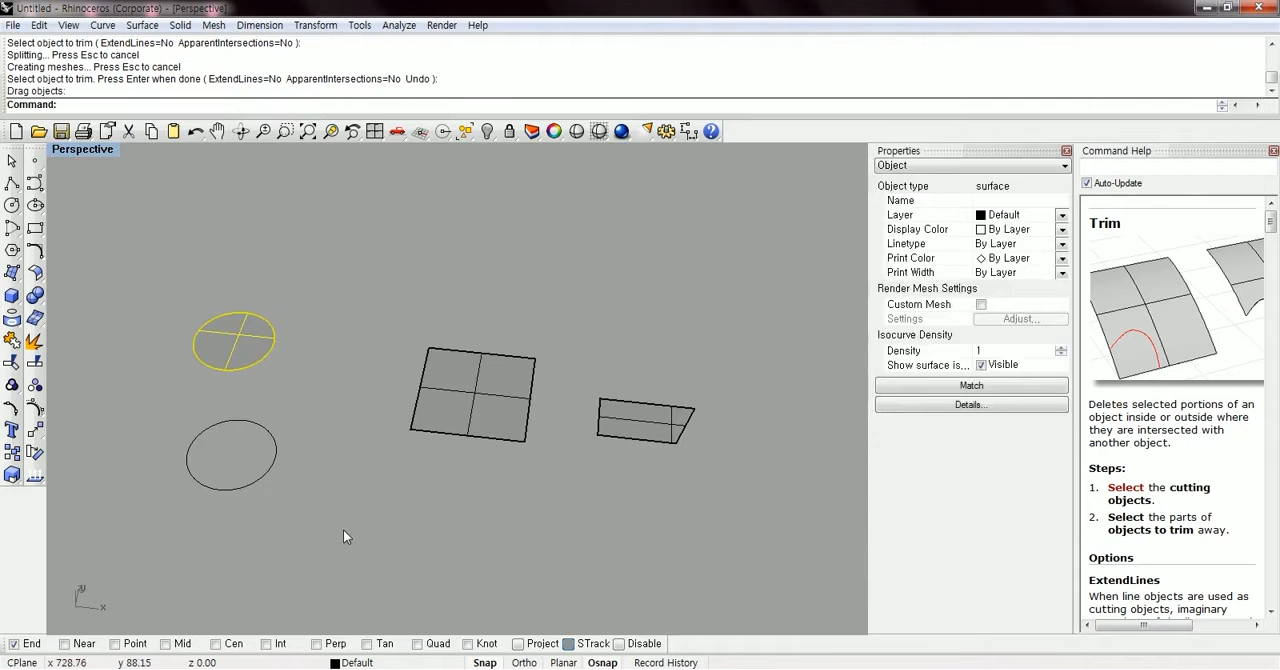 Untitled - Rhinoceros (Corporate) - [Perspective]
File Edit View Curve Surface Solid Mesh Dimension Transform Tools Analyze Render Help
Select object to trim ( ExtendLines=No  ApparentIntersections=No ):
Splitting... Press Esc to cancel
Creating meshes... Press Esc to cancel
Select object to trim. Press Enter when done ( ExtendLines=No  ApparentIntersections=No  Undo ):
Drag objects:
Command:
Perspective
Properties
Object
Object type surface
Name
Layer Default
Display Color By Layer
Linetype By Layer
Print Color By Layer
Print Width By Layer
Render Mesh Settings
Custom Mesh
Settings Adjust...
Isocurve Density
Density 1
Show surface is... Visible
Match
Details...
Command Help
Auto-Update
Trim
Deletes selected portions of an
object inside or outside where
they are intersected with
another object.
Steps:
1. Select the cutting
objects.
2. Select the parts of
objects to trim away.
Options
ExtendLines
When line objects are used as
cutting objects, imaginary
y
x
End Near Point Mid Cen Int Perp Tan Quad Knot Project STrack Disable
CPlane x 728.76 y 88.15 z 0.00 Default Snap Ortho Planar Osnap Record History